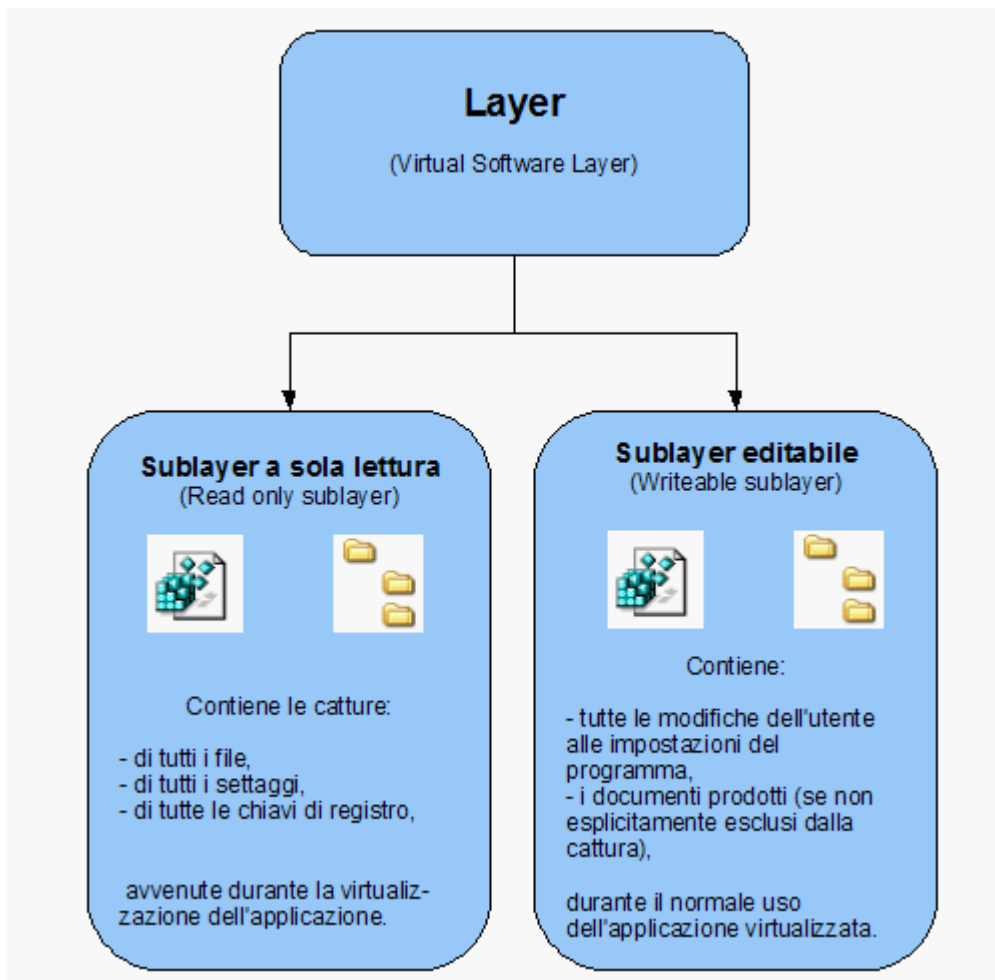 Layer
(Virtual Software Layer)
Sublayer a sola lettura
(Read only sublayer)
Contiene le catture:
- di tutti i file,
- di tutti i settaggi,
- di tutte le chiavi di registro,
avvenute durante la virtualiz-
zazione dell'applicazione.
Sublayer editabile
(Writeable sublayer)
Contiene:
- tutte le modifiche dell'utente
alle impostazioni del
programma,
- i documenti prodotti (se non
esplicitamente esclusi dalla
cattura),
durante il normale uso
dell'applicazione virtualizzata.